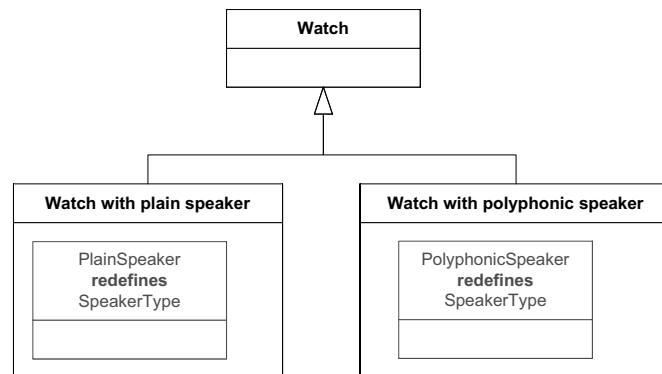 Watch
Watch with plain speaker
Watch with polyphonic speaker
PlainSpeaker
redefines
SpeakerType
PolyphonicSpeaker
redefines
SpeakerType